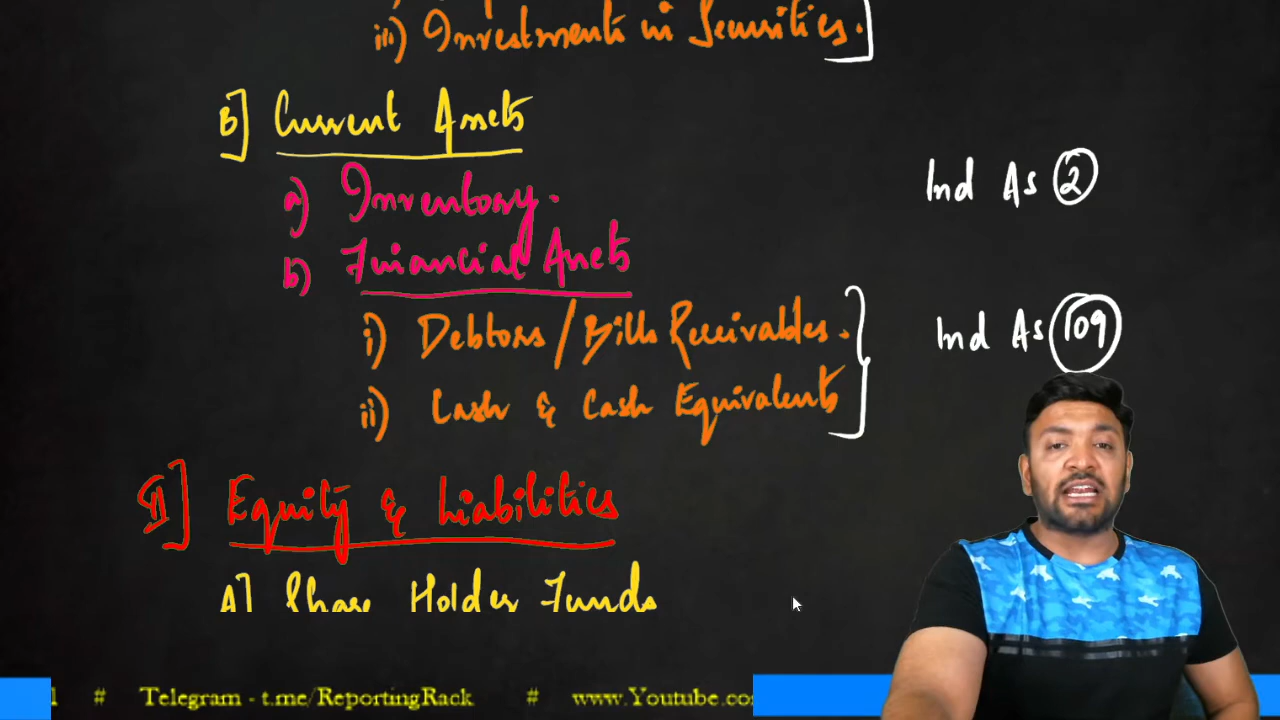 iii) Investments in Securities.
B] Current Assets
a) Inventory.
Ind As 2
b) Financial Assets
i) Debtors / Bills Receivables.
Ind As 109
ii) Cash & Cash Equivalents
II] Equity & Liabilities
A] Share Holder Funds
# Telegram - t.me/ReportingRack # www.Youtube.co